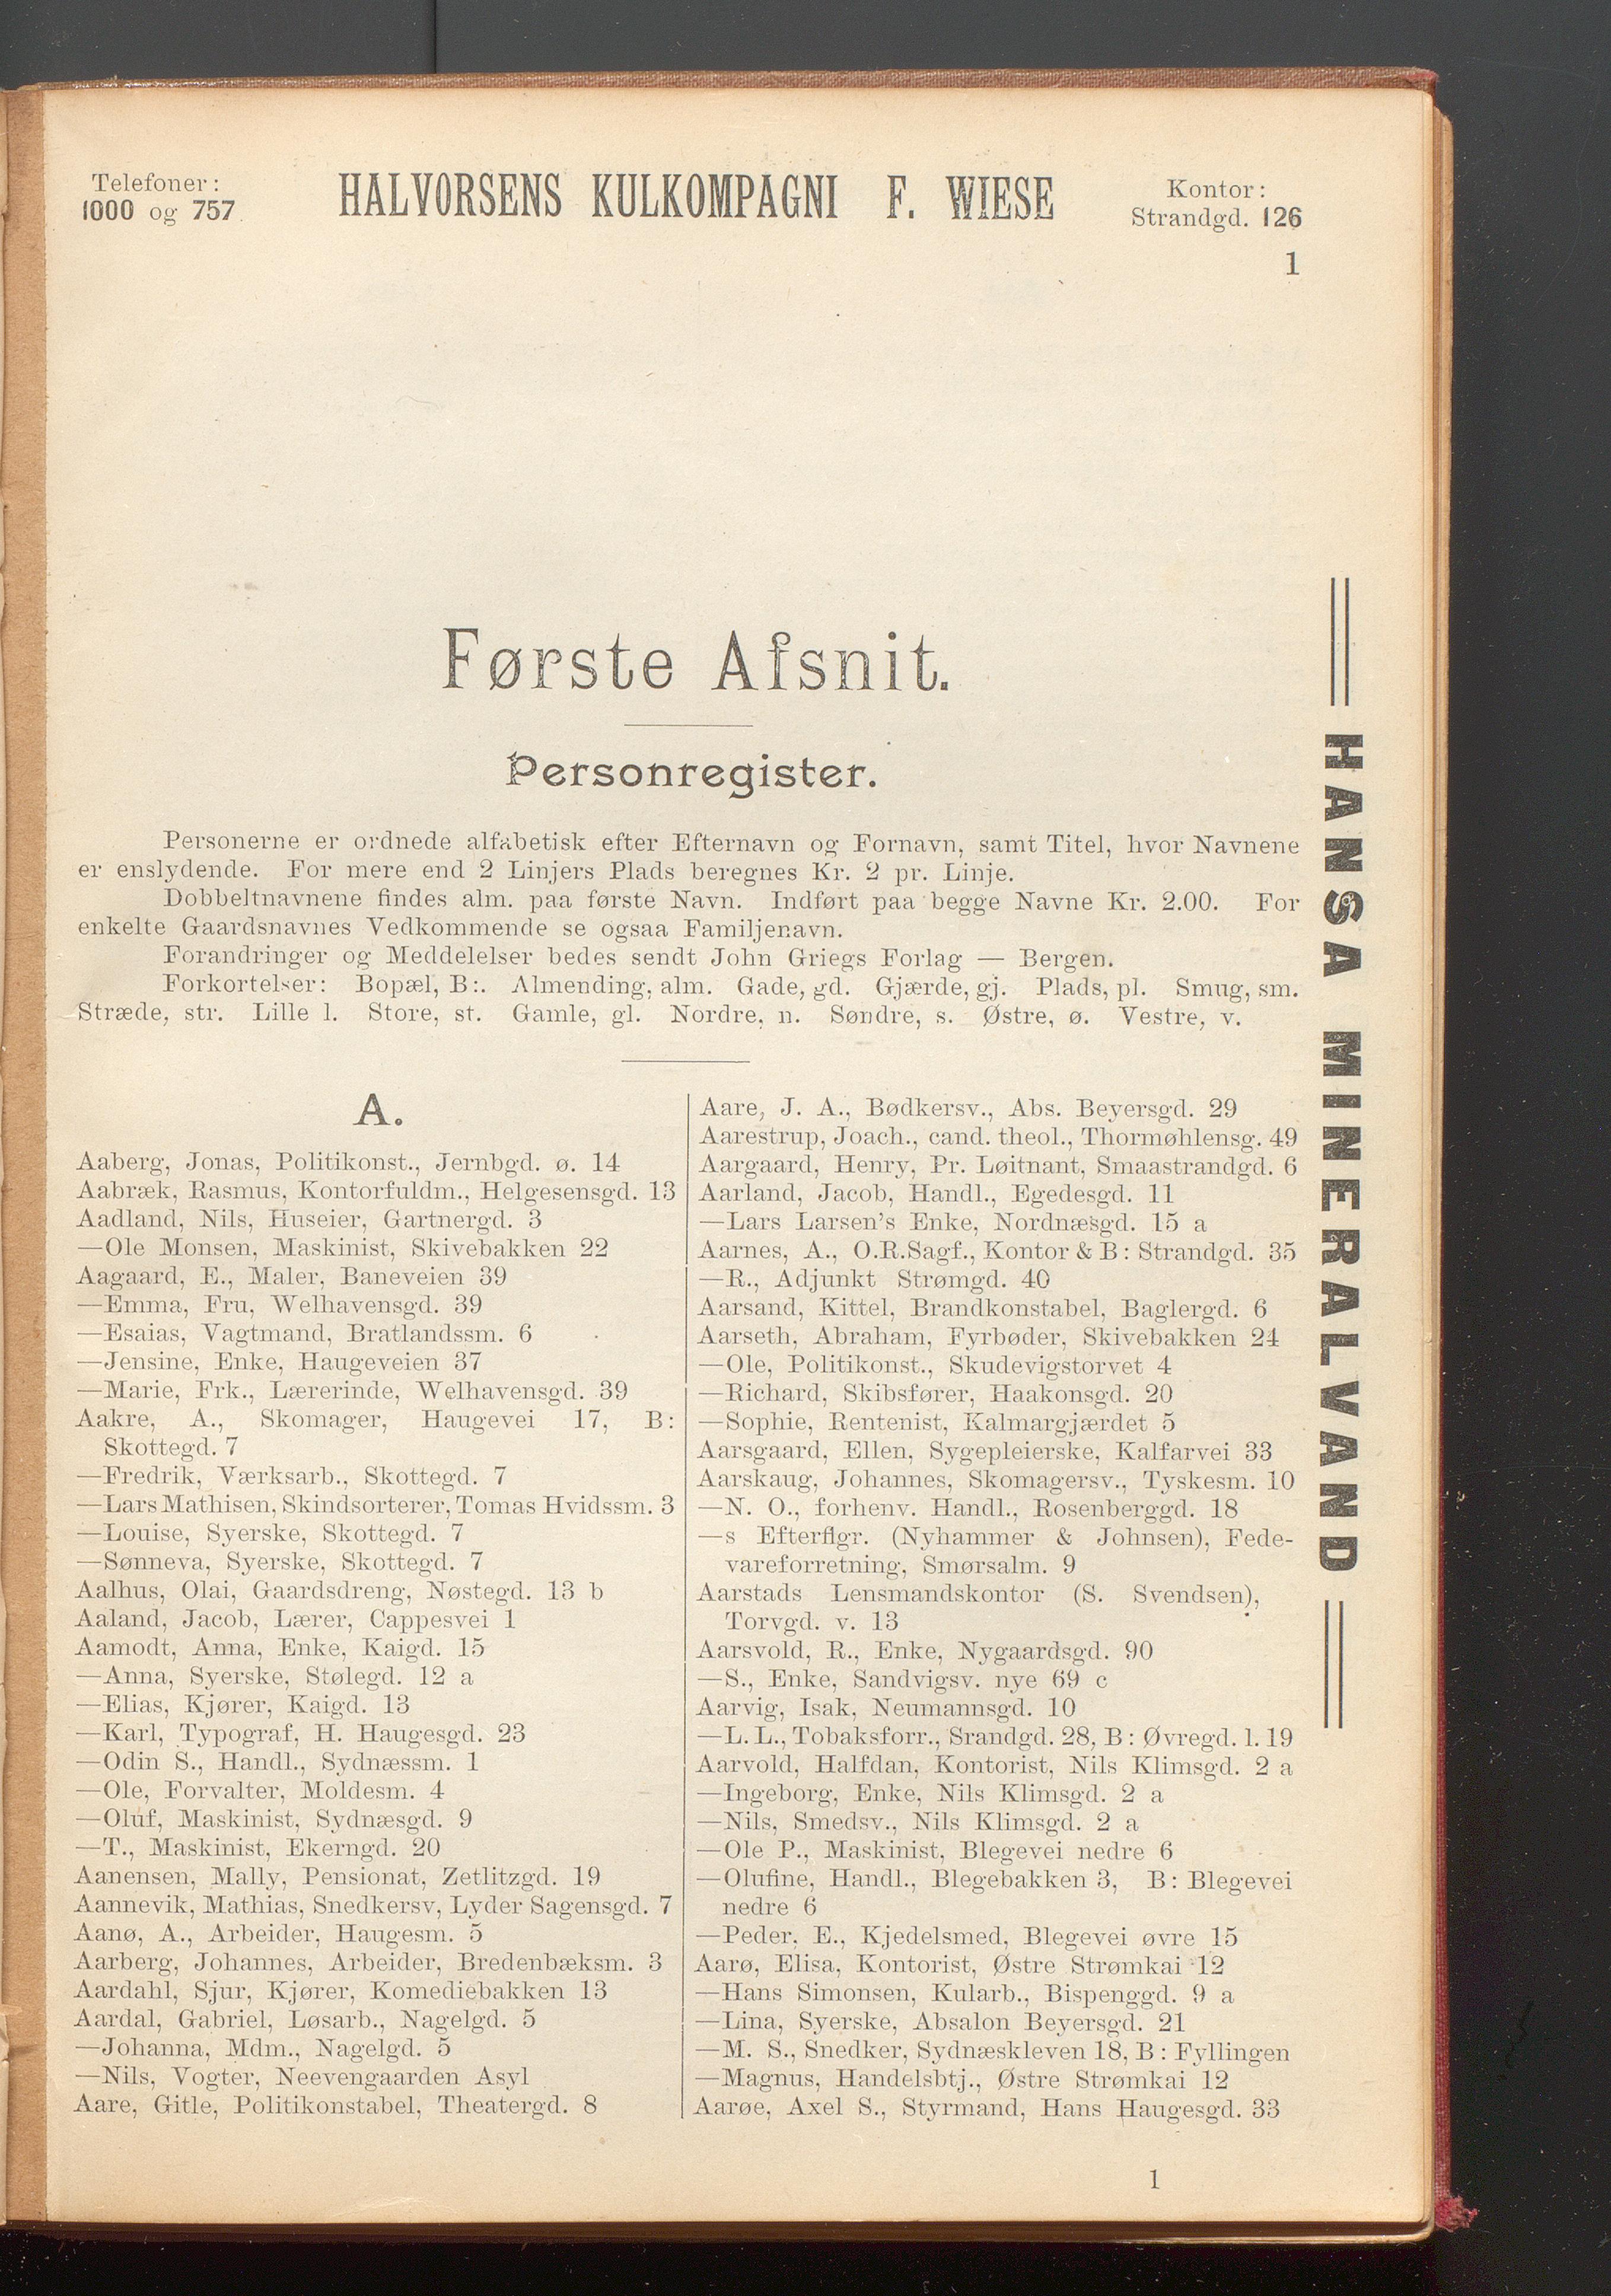 Telefoner:
1000 og 757
HALVORSENS KULKOMPAGNI F. WIESE
Kontor:
Strandgd. 126
1
Første Afsnit.
Personregister.
Personerne er ordnede alfabetisk efter Efternavn og Fornavn, samt Titel, hvor Navnene
er enslydende. For mere end 2 Linjers Plads beregnes Kr. 2 pr. Linje.
Dobbeltnavnene findes alm. paa første Navn. Indført paa begge Navne Kr. 2.00. For
enkelte Gaardsnavnes Vedkommende se ogsaa Familjenavn.
Forandringer og Meddelelser bedes sendt John Griegs Forlag — Bergen.
Forkortelser: Bopæl, B:. Almending, alm. Gade, gd. Gjærde, gj. Plads, pl. Smug, sm.
Stræde, str. Lille l. Store, st. Gamle, gl. Nordre, n. Søndre, s. Østre, ø. Vestre, v.
A.
Aaberg, Jonas, Politikonst., Jernbgd. ø. 14
Aabræk, Rasmus, Kontorfuldm., Helgesensgd. 13
Aadland, Nils, Huseier, Gartnergd. 3
—Ole Monsen, Maskinist, Skivebakken 22
Aagaard, E., Maler, Baneveien 39
—Emma, Fru, Welhavensgd. 39
—Esaias, Vagtmand, Bratlandssm. 6
—Jensine, Enke, Haugeveien 37
—Marie, Frk., Lærerinde, Welhavensgd. 39
Aakre, A., Skomager, Haugevei 17, B:
Skottegd. 7
—Fredrik, Værksarb., Skottegd. 7
—Lars Mathisen, Skindsorterer, Tomas Hvidssm. 3
—Louise, Syerske, Skottegd. 7
—Sønneva, Syerske, Skottegd. 7
Aalhus, Olai, Gaardsdreng, Nøstegd. 13 b
Aaland, Jacob, Lærer, Cappesvei 1
Aamodt, Anna, Enke, Kaigd. 15
—Anna, Syerske, Stølegd. 12 a
—Elias, Kjører, Kaigd. 13
—Karl, Typograf, H. Haugesgd. 23
—Odin S., Handl., Sydnæssm. 1
—Ole, Forvalter, Moldesm. 4
—Oluf, Maskinist, Sydnæsgd. 9
—T., Maskinist, Ekerngd. 20
Aanensen, Mally, Pensionat, Zetlitzgd. 19
Aannevik, Mathias, Snedkersv, Lyder Sagensgd. 7
Aanø, A., Arbeider, Haugesm. 5
Aarberg, Johannes, Arbeider, Bredenbæksm. 3
Aardahl, Sjur, Kjører, Komediebakken 13
Aardal, Gabriel, Løsarb., Nagelgd. 5
—Johanna, Mdm., Nagelgd. 5
—Nils, Vogter, Neevengaarden Asyl
Aare, Gitle, Politikonstabel, Theatergd. 8
Aare, J. A., Bødkersv., Abs. Beyersgd. 29
Aarestrup, Joach., cand. theol., Thormøhlensg. 49
Aargaard, Henry, Pr. Løitnant, Smaastrandgd. 6
Aarland, Jacob, Handl., Egedesgd. 11
—Lars Larsen's Enke, Nordnæsgd. 15 a
Aarnes, A., O.R.Sagf., Kontor & B: Strandgd. 35
—R., Adjunkt Strømgd. 40
Aarsand, Kittel, Brandkonstabel, Baglergd. 6
Aarseth, Abraham, Fyrbøder, Skivebakken 24
—Ole, Politikonst., Skudevigstorvet 4
—Richard, Skibsfører, Haakonsgd. 20
—Sophie, Rentenist, Kalmargjærdet 5
Aarsgaard, Ellen, Sygepleierske, Kalfarvei 33
Aarskaug, Johannes, Skomagersv., Tyskesm. 10
—N. O., forhenv. Handl., Rosenberggd. 18
—s Efterflgr. (Nyhammer & Johnsen), Fede-
vareforretning, Smørsalm. 9
Aarstads Lensmandskontor (S. Svendsen),
Torvgd. v. 13
Aarsvold, R., Enke, Nygaardsgd. 90
—S., Enke, Sandvigsv. nye 69 c
Aarvig, Isak, Neumannsgd. 10
—L. L., Tobaksforr., Srandgd. 28, B: Øvregd. l. 19
Aarvold, Halfdan, Kontorist, Nils Klimsgd. 2 a
—Ingeborg, Enke, Nils Klimsgd. 2 a
—Nils, Smedsv., Nils Klimsgd. 2 a
—Ole P., Maskinist, Blegevei nedre 6
—Olufine, Handl., Blegebakken 3, B: Blegevei
nedre 6
—Peder, E., Kjedelsmed, Blegevei øvre 15
Aarø, Elisa, Kontorist, Østre Strømkai 12
—Hans Simonsen, Kularb., Bispenggd. 9 a
—Lina, Syerske, Absalon Beyersgd. 21
—M. S., Snedker, Sydnæskleven 18, B: Fyllingen
—Magnus, Handelsbtj., Østre Strømkai 12
Aarøe, Axel S., Styrmand, Hans Haugesgd. 33
1
HANSA MINERALVAND